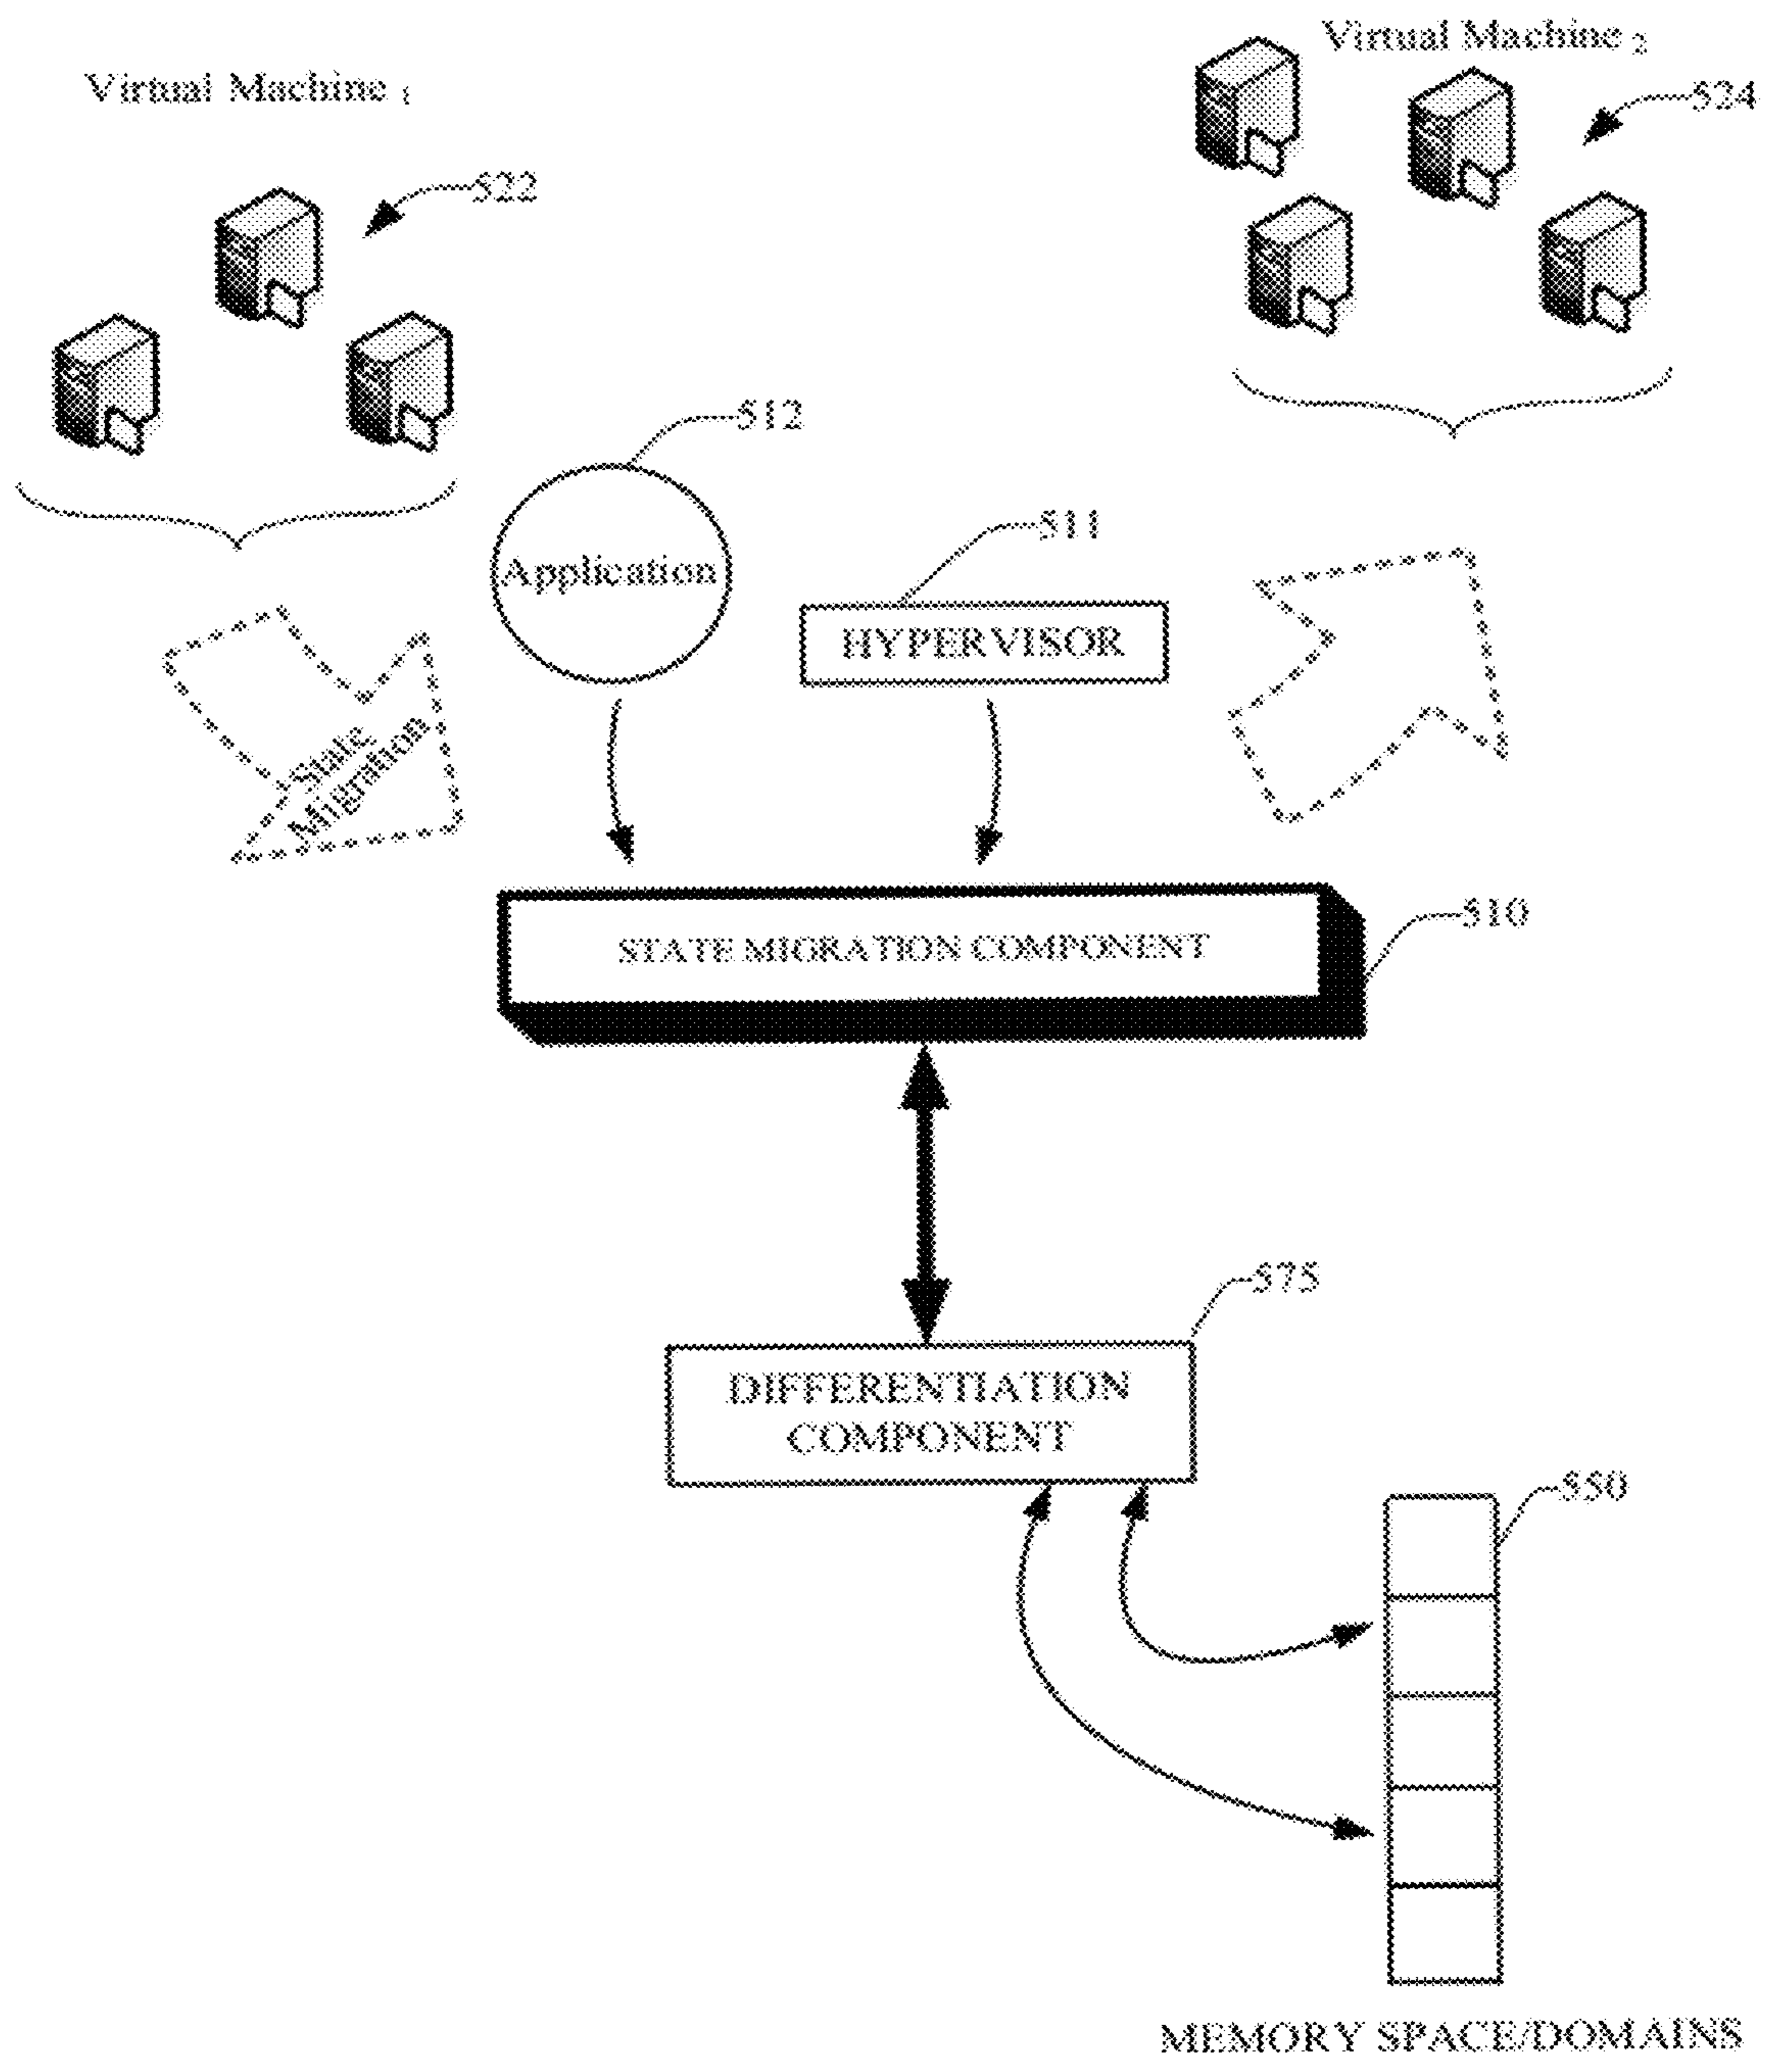 Virtual Machine 2
524
Virtual Machine 1
522
512
Application
511
HYPERVISOR
State
Migration
STATE MIGRATION COMPONENT
510
575
DIFFERENTIATION
COMPONENT
550
MEMORY SPACE/DOMAINS